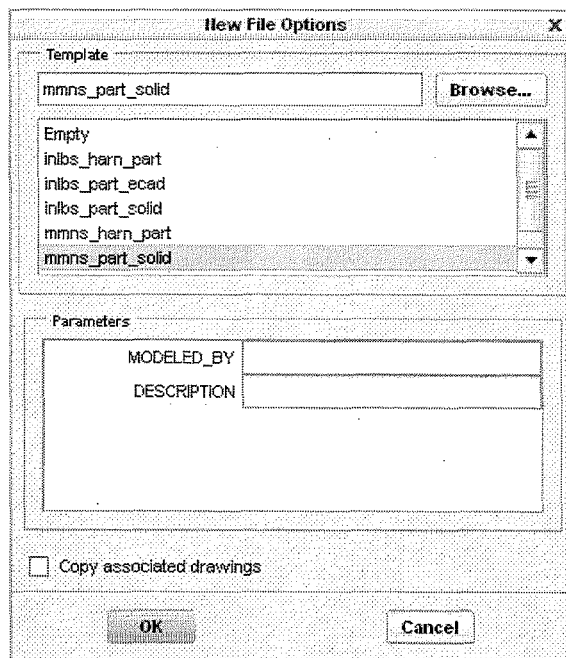 New File Options X
Template
mmns_part_solid Browse...
Empty
inlbs_harn_part
inlbs_part_ecad
inlbs_part_solid
mmns_harn_part
mmns_part_solid
Parameters
MODELED_BY
DESCRIPTION
Copy associated drawings
OK Cancel